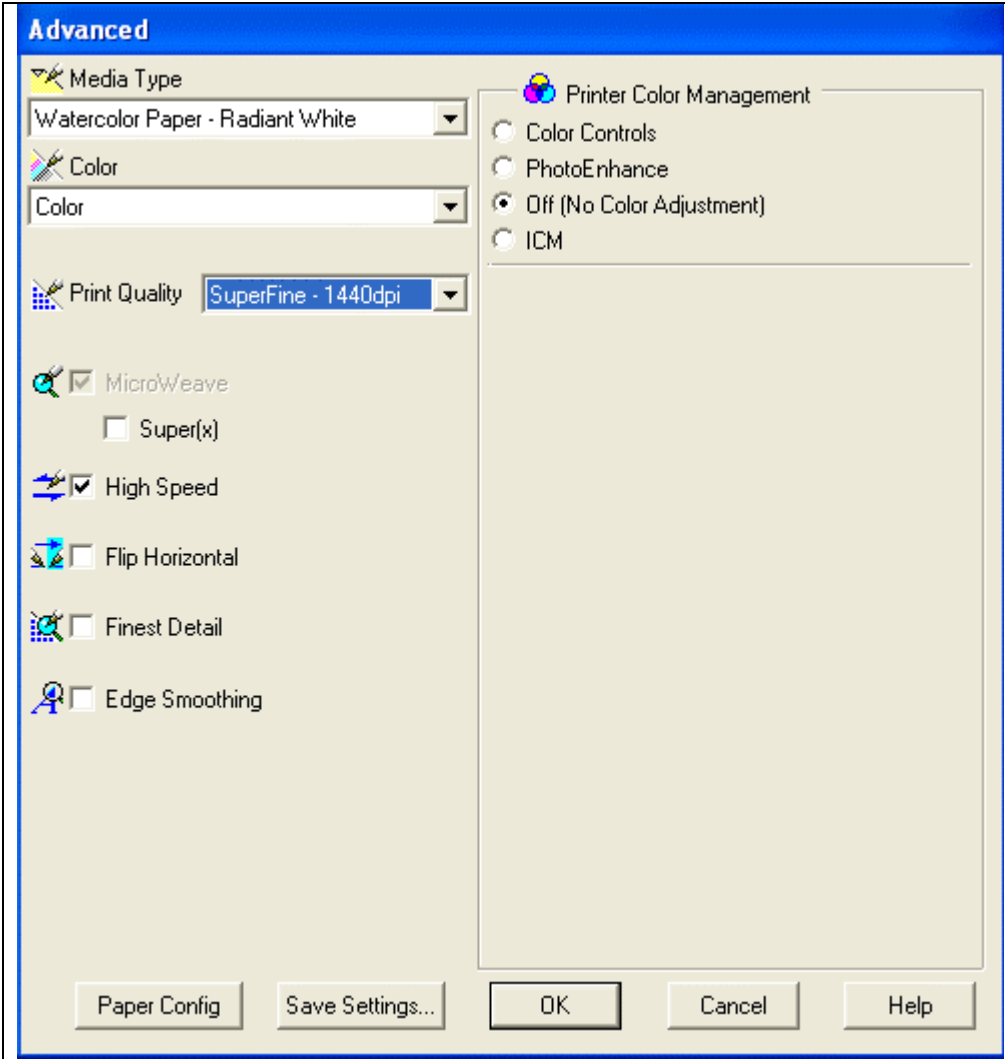 Advanced
Media Type
Watercolor Paper - Radiant White
Color
Color
Print Quality SuperFine - 1440dpi
MicroWeave
Super(x)
High Speed
Flip Horizontal
Finest Detail
Edge Smoothing
Printer Color Management
Color Controls
PhotoEnhance
Off (No Color Adjustment)
ICM
Paper Config Save Settings... OK Cancel Help